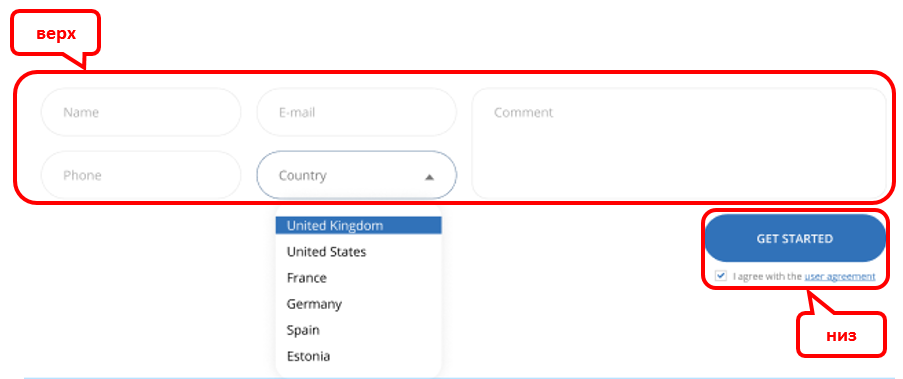 верх
Name
E-mail
Comment
Phone
Country
United Kingdom
United States
France
Germany
Spain
Estonia
GET STARTED
I agree with the user agreement
низ